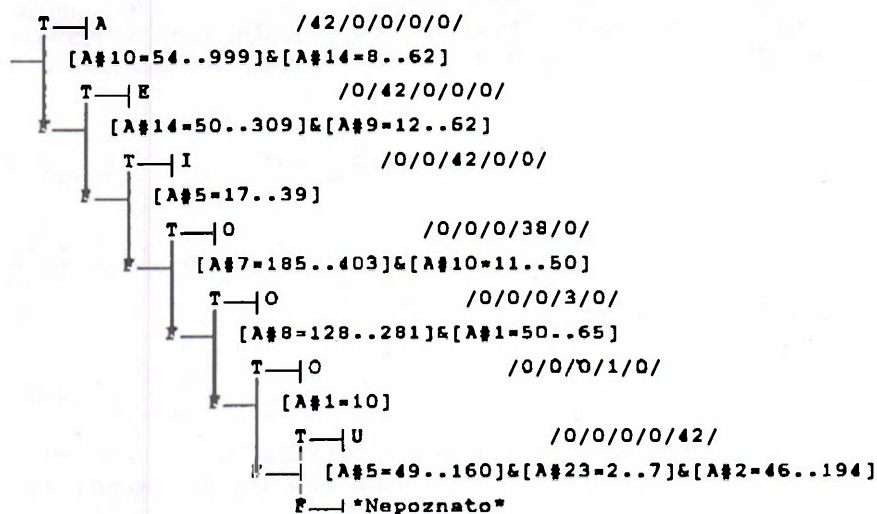 T A /42/0/0/0/0/
[A#10=54..999]&[A#14=8..62]
T E /0/42/0/0/0/
F [A#14=50..309]&[A#9=12..62]
T I /0/0/42/0/0/
F [A#5=17..39]
T O /0/0/0/38/0/
F [A#7=185..403]&[A#10=11..50]
T O /0/0/0/3/0/
F [A#8=128..281]&[A#1=50..65]
T O /0/0/0/1/0/
F [A#1=10]
T U /0/0/0/0/42/
F [A#5=49..160]&[A#23=2..7]&[A#2=46..194]
F *Nepoznato*